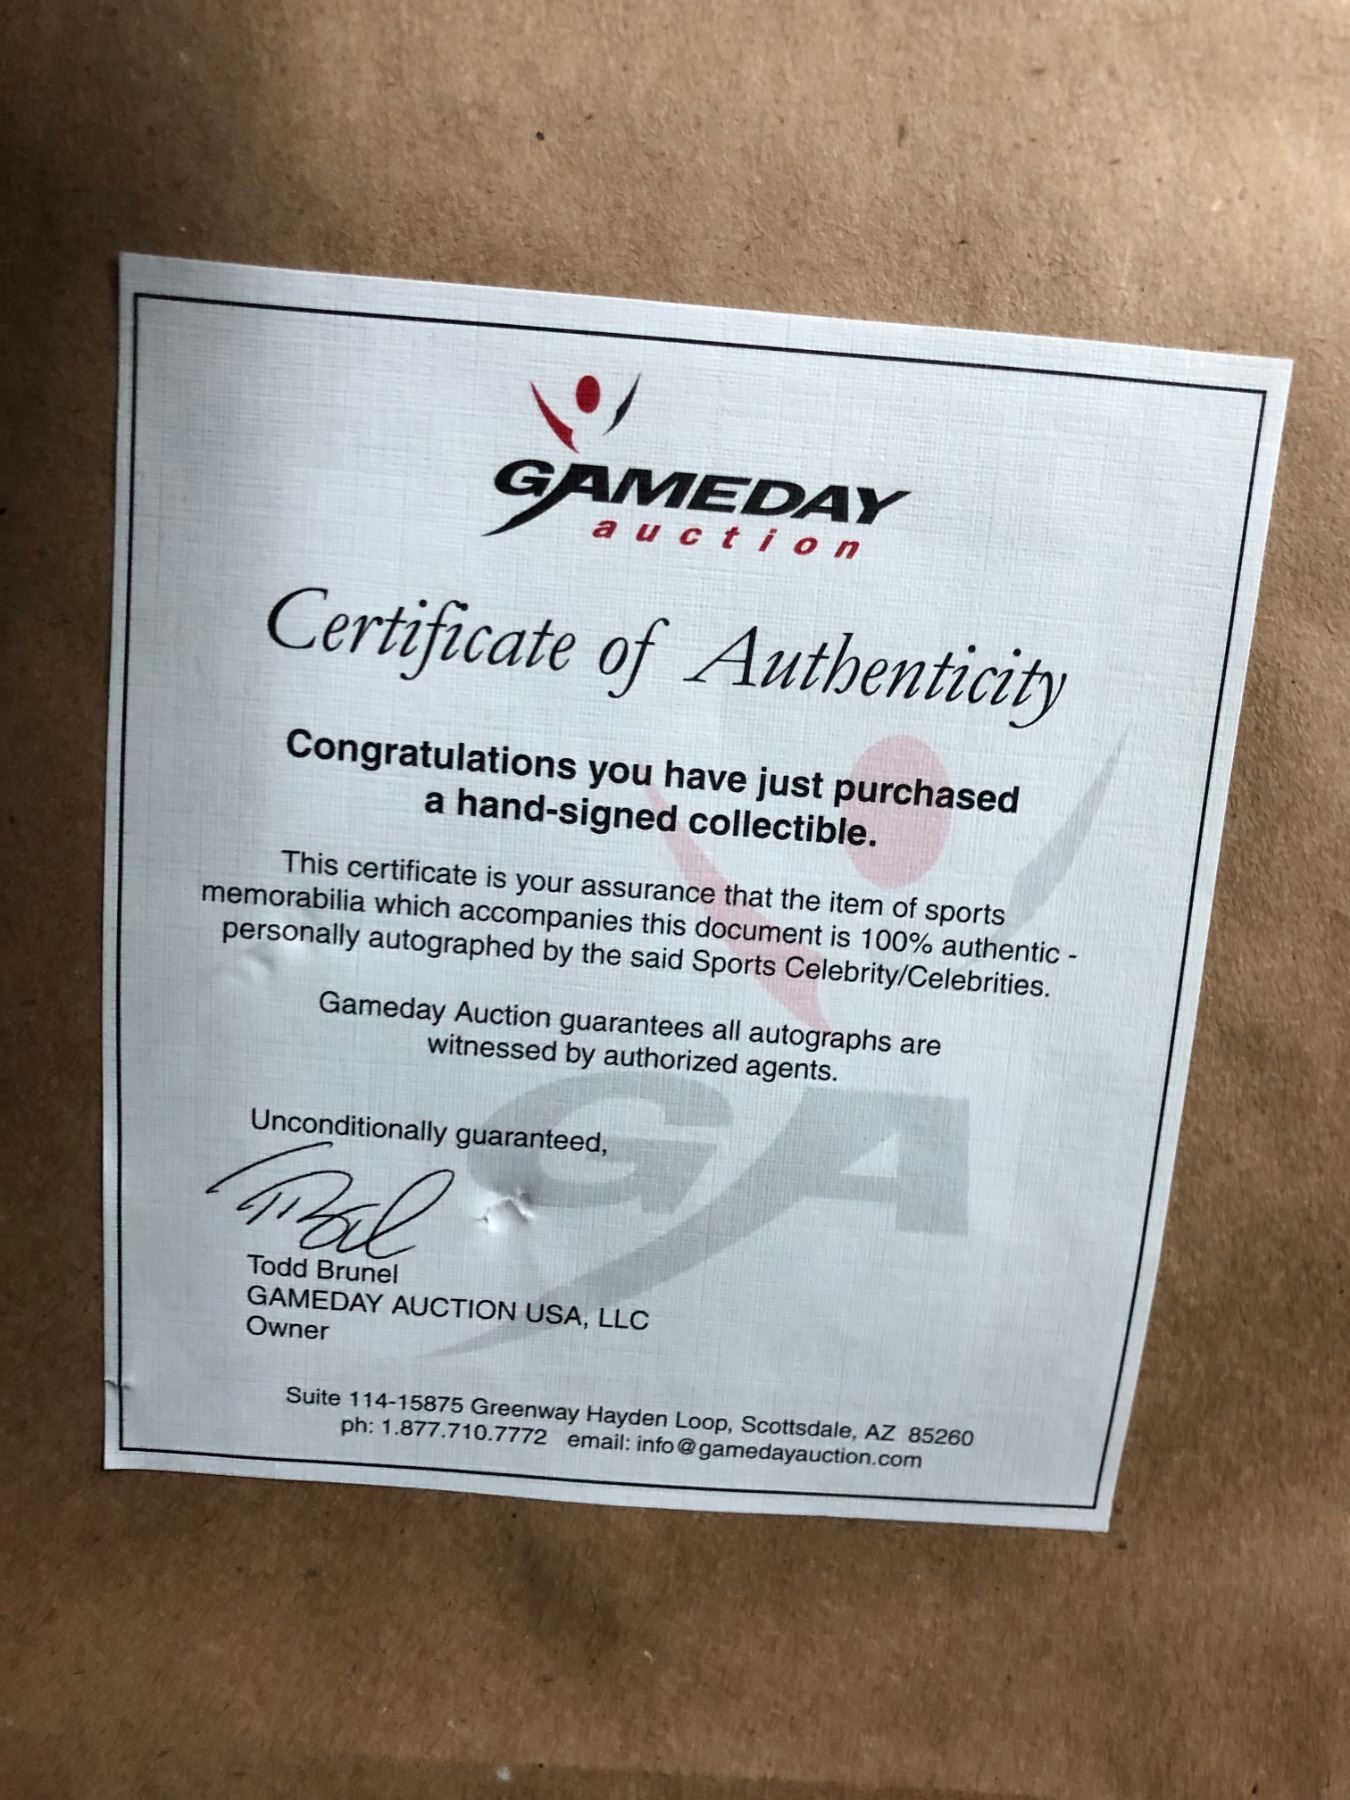 GAMEDAY
auction
Certificate of Authenticity
Congratulations you have just purchased
a hand-signed collectible.
This certificate is your assurance that the item of sports
memorabilia which accompanies this document is 100% authentic -
personally autographed by the said Sports Celebrity/Celebrities.
Gameday Auction guarantees all autographs are
witnessed by authorized agents.
GA
Unconditionally guaranteed,
Todd Brunel
GAMEDAY AUCTION USA, LLC
Owner
Suite 114-15875 Greenway Hayden Loop, Scottsdale, AZ 85260
ph: 1.877.710.7772 email: info@gamedayauction.com